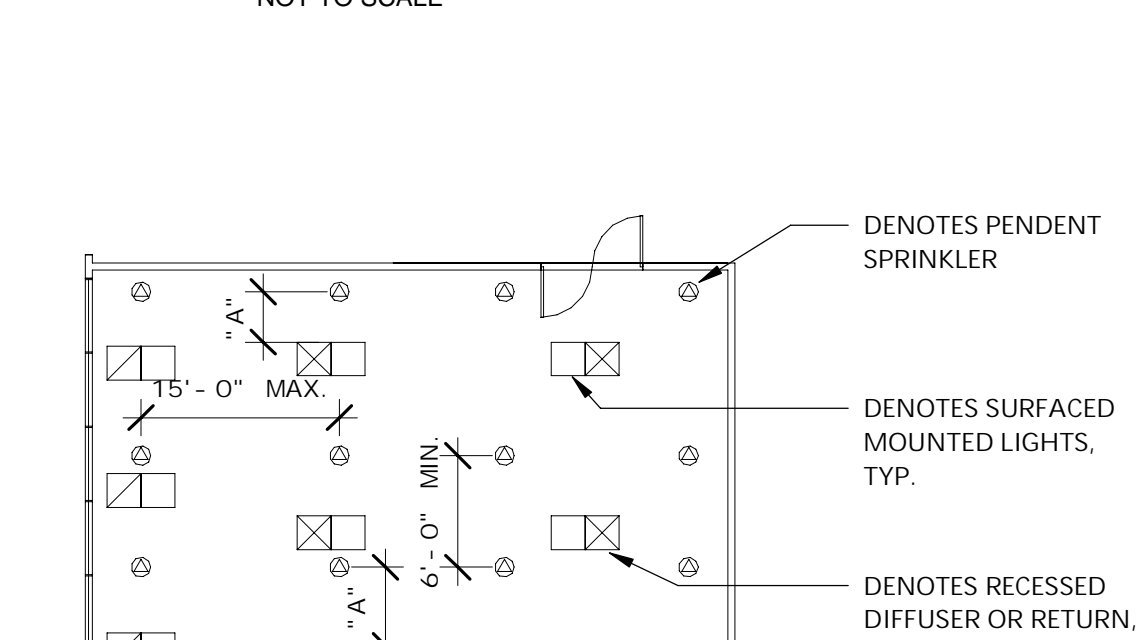 NOT TO SCALE
DENOTES PENDENT
SPRINKLER
"A"
15'-0" MAX.
DENOTES SURFACED
MOUNTED LIGHTS,
TYP.
6'-0" MIN.
"A"
DENOTES RECESSED
DIFFUSER OR RETURN,